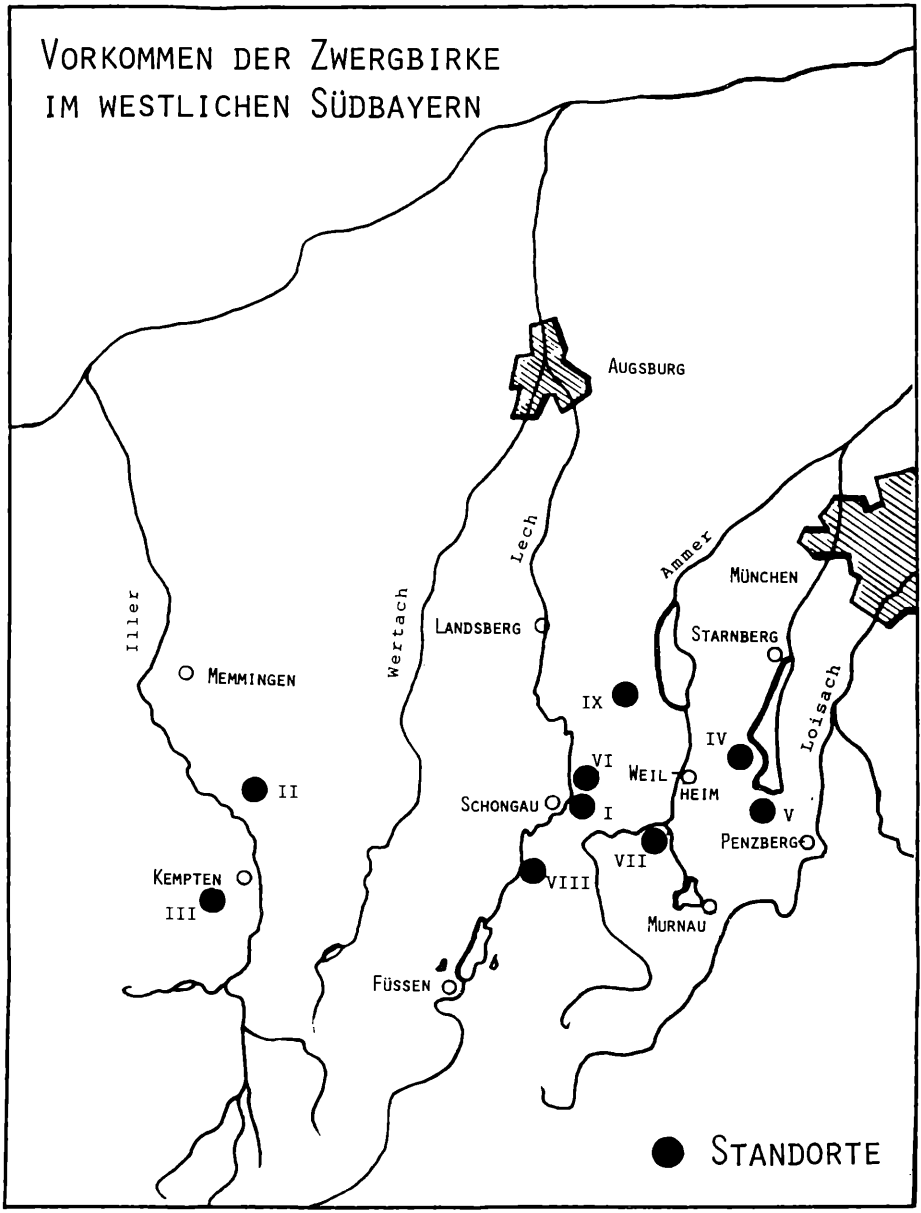 VORKOMMEN DER ZWERGBIRKE
IM WESTLICHEN SÜDBAYERN
AUGSBURG
Lech
Ammer
MÜNCHEN
Iller
Wertach
LANDSBERG
STARNBERG
MEMMINGEN
Loisach
IX
IV
VI
WEIL-
HEIM
II
SCHONGAU
I
V
PENZBERG
VII
KEMPTEN
VIII
III
MURNAU
FÜSSEN
STANDORTE